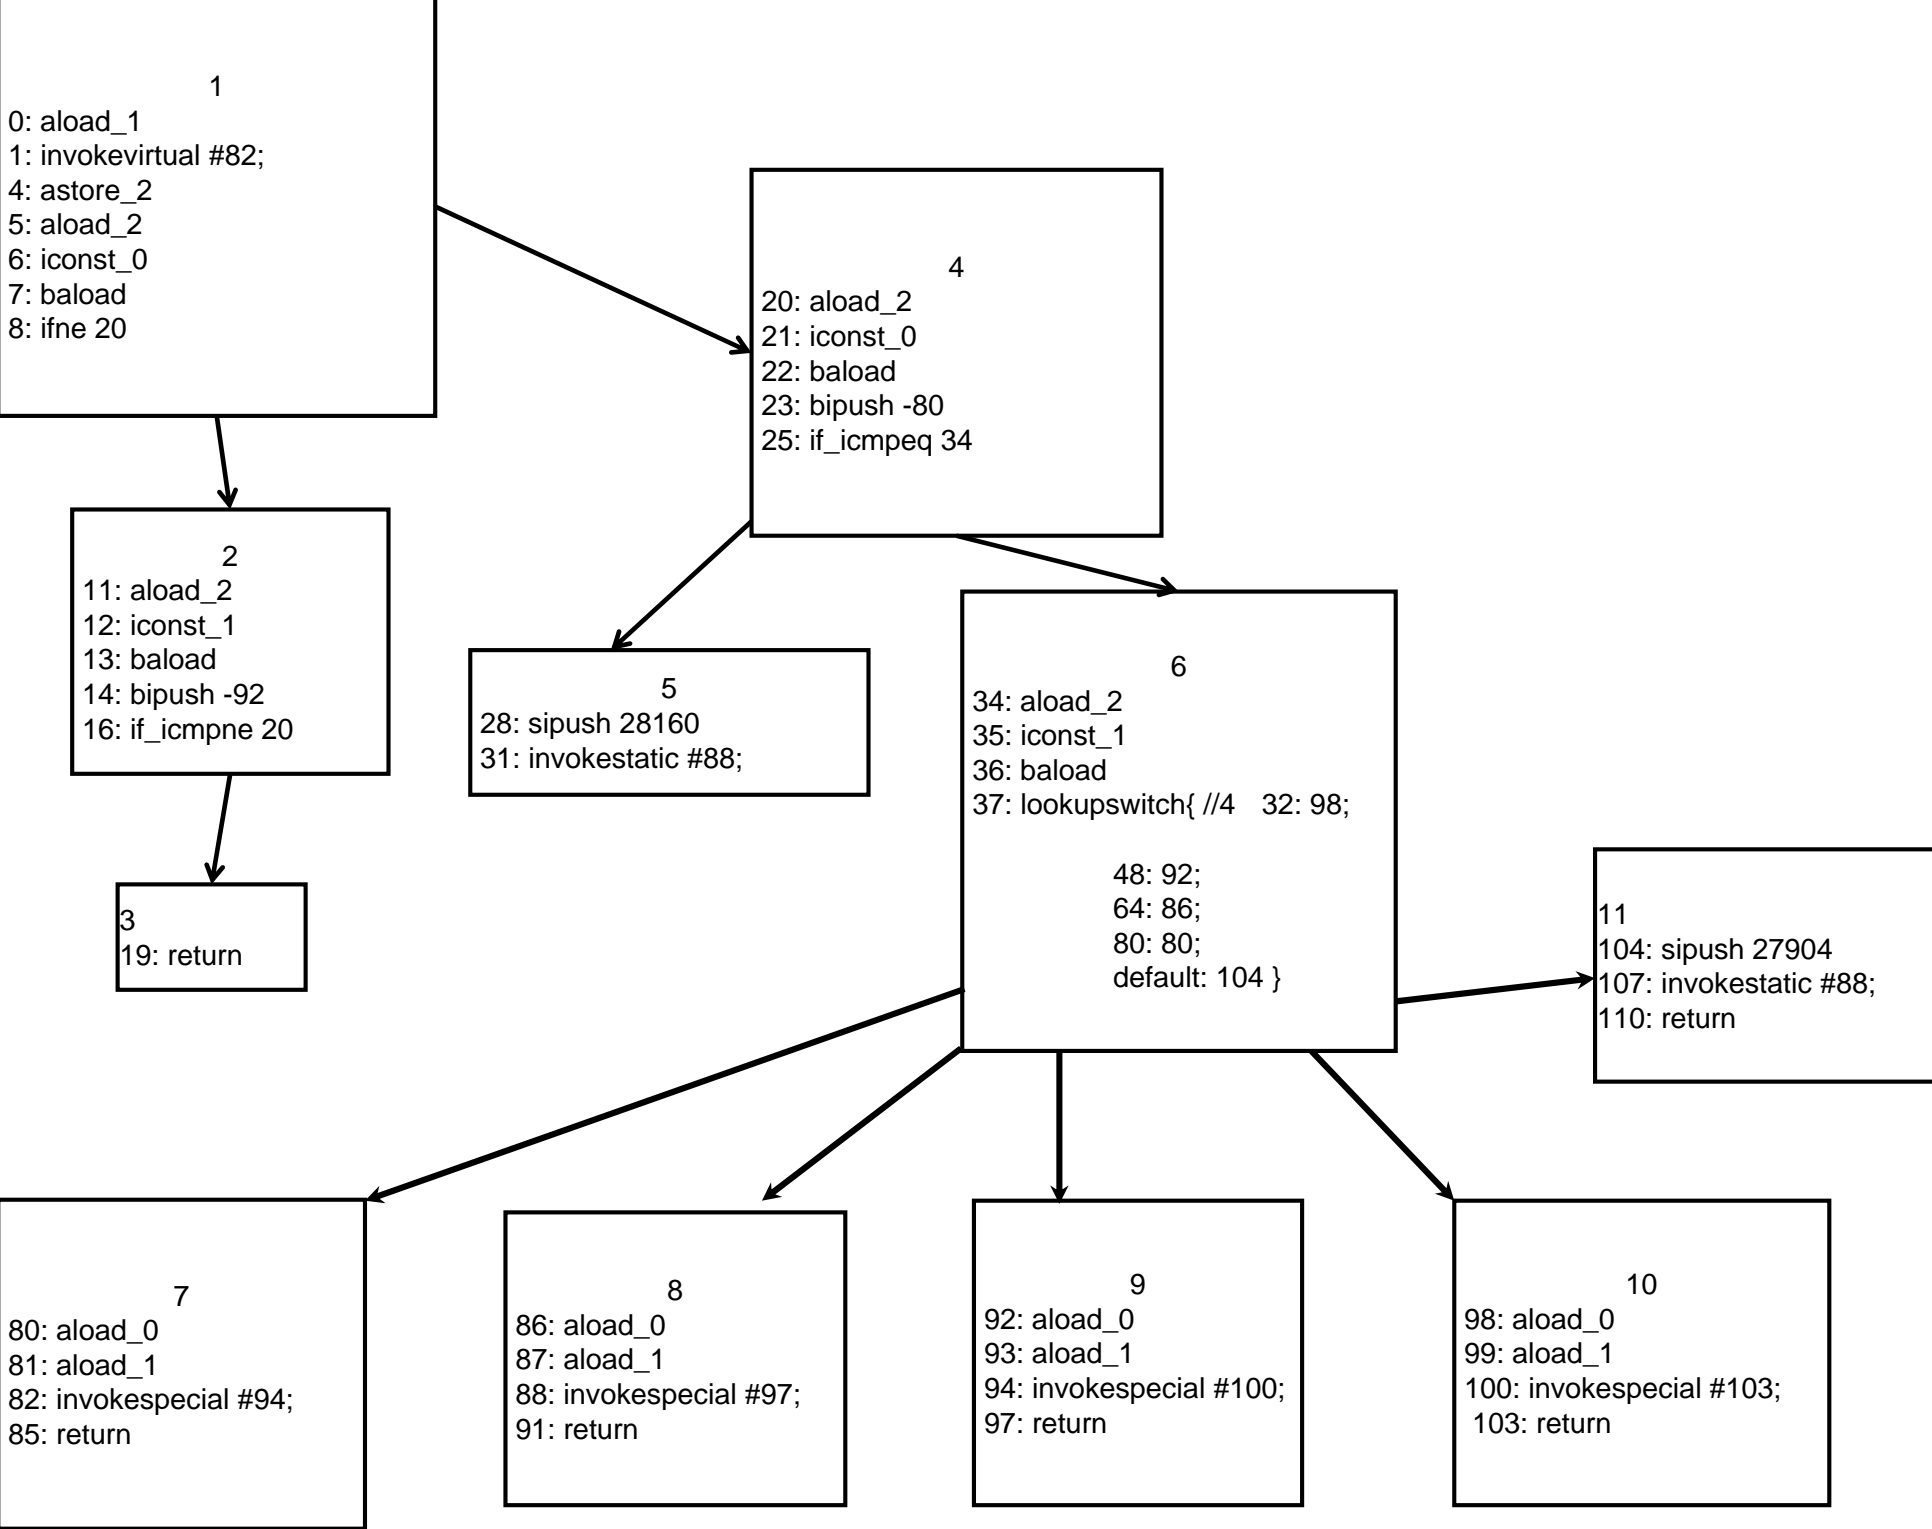 1
0: aload_1
1: invokevirtual #82;
4: astore_2
5: aload_2
6: iconst_0
7: baload
8: ifne 20
4
20: aload_2
21: iconst_0
22: baload
23: bipush -80
25: if_icmpeq 34
2
11: aload_2
12: iconst_1
13: baload
14: bipush -92
16: if_icmpne 20
5
28: sipush 28160
31: invokestatic #88;
6
34: aload_2
35: iconst_1
36: baload
37: lookupswitch{ //4 32: 98;
48: 92;
64: 86;
80: 80;
default: 104 }
3
19: return
11
104: sipush 27904
107: invokestatic #88;
110: return
7
80: aload_0
81: aload_1
82: invokespecial #94;
85: return
8
86: aload_0
87: aload_1
88: invokespecial #97;
91: return
9
92: aload_0
93: aload_1
94: invokespecial #100;
97: return
10
98: aload_0
99: aload_1
100: invokespecial #103;
103: return